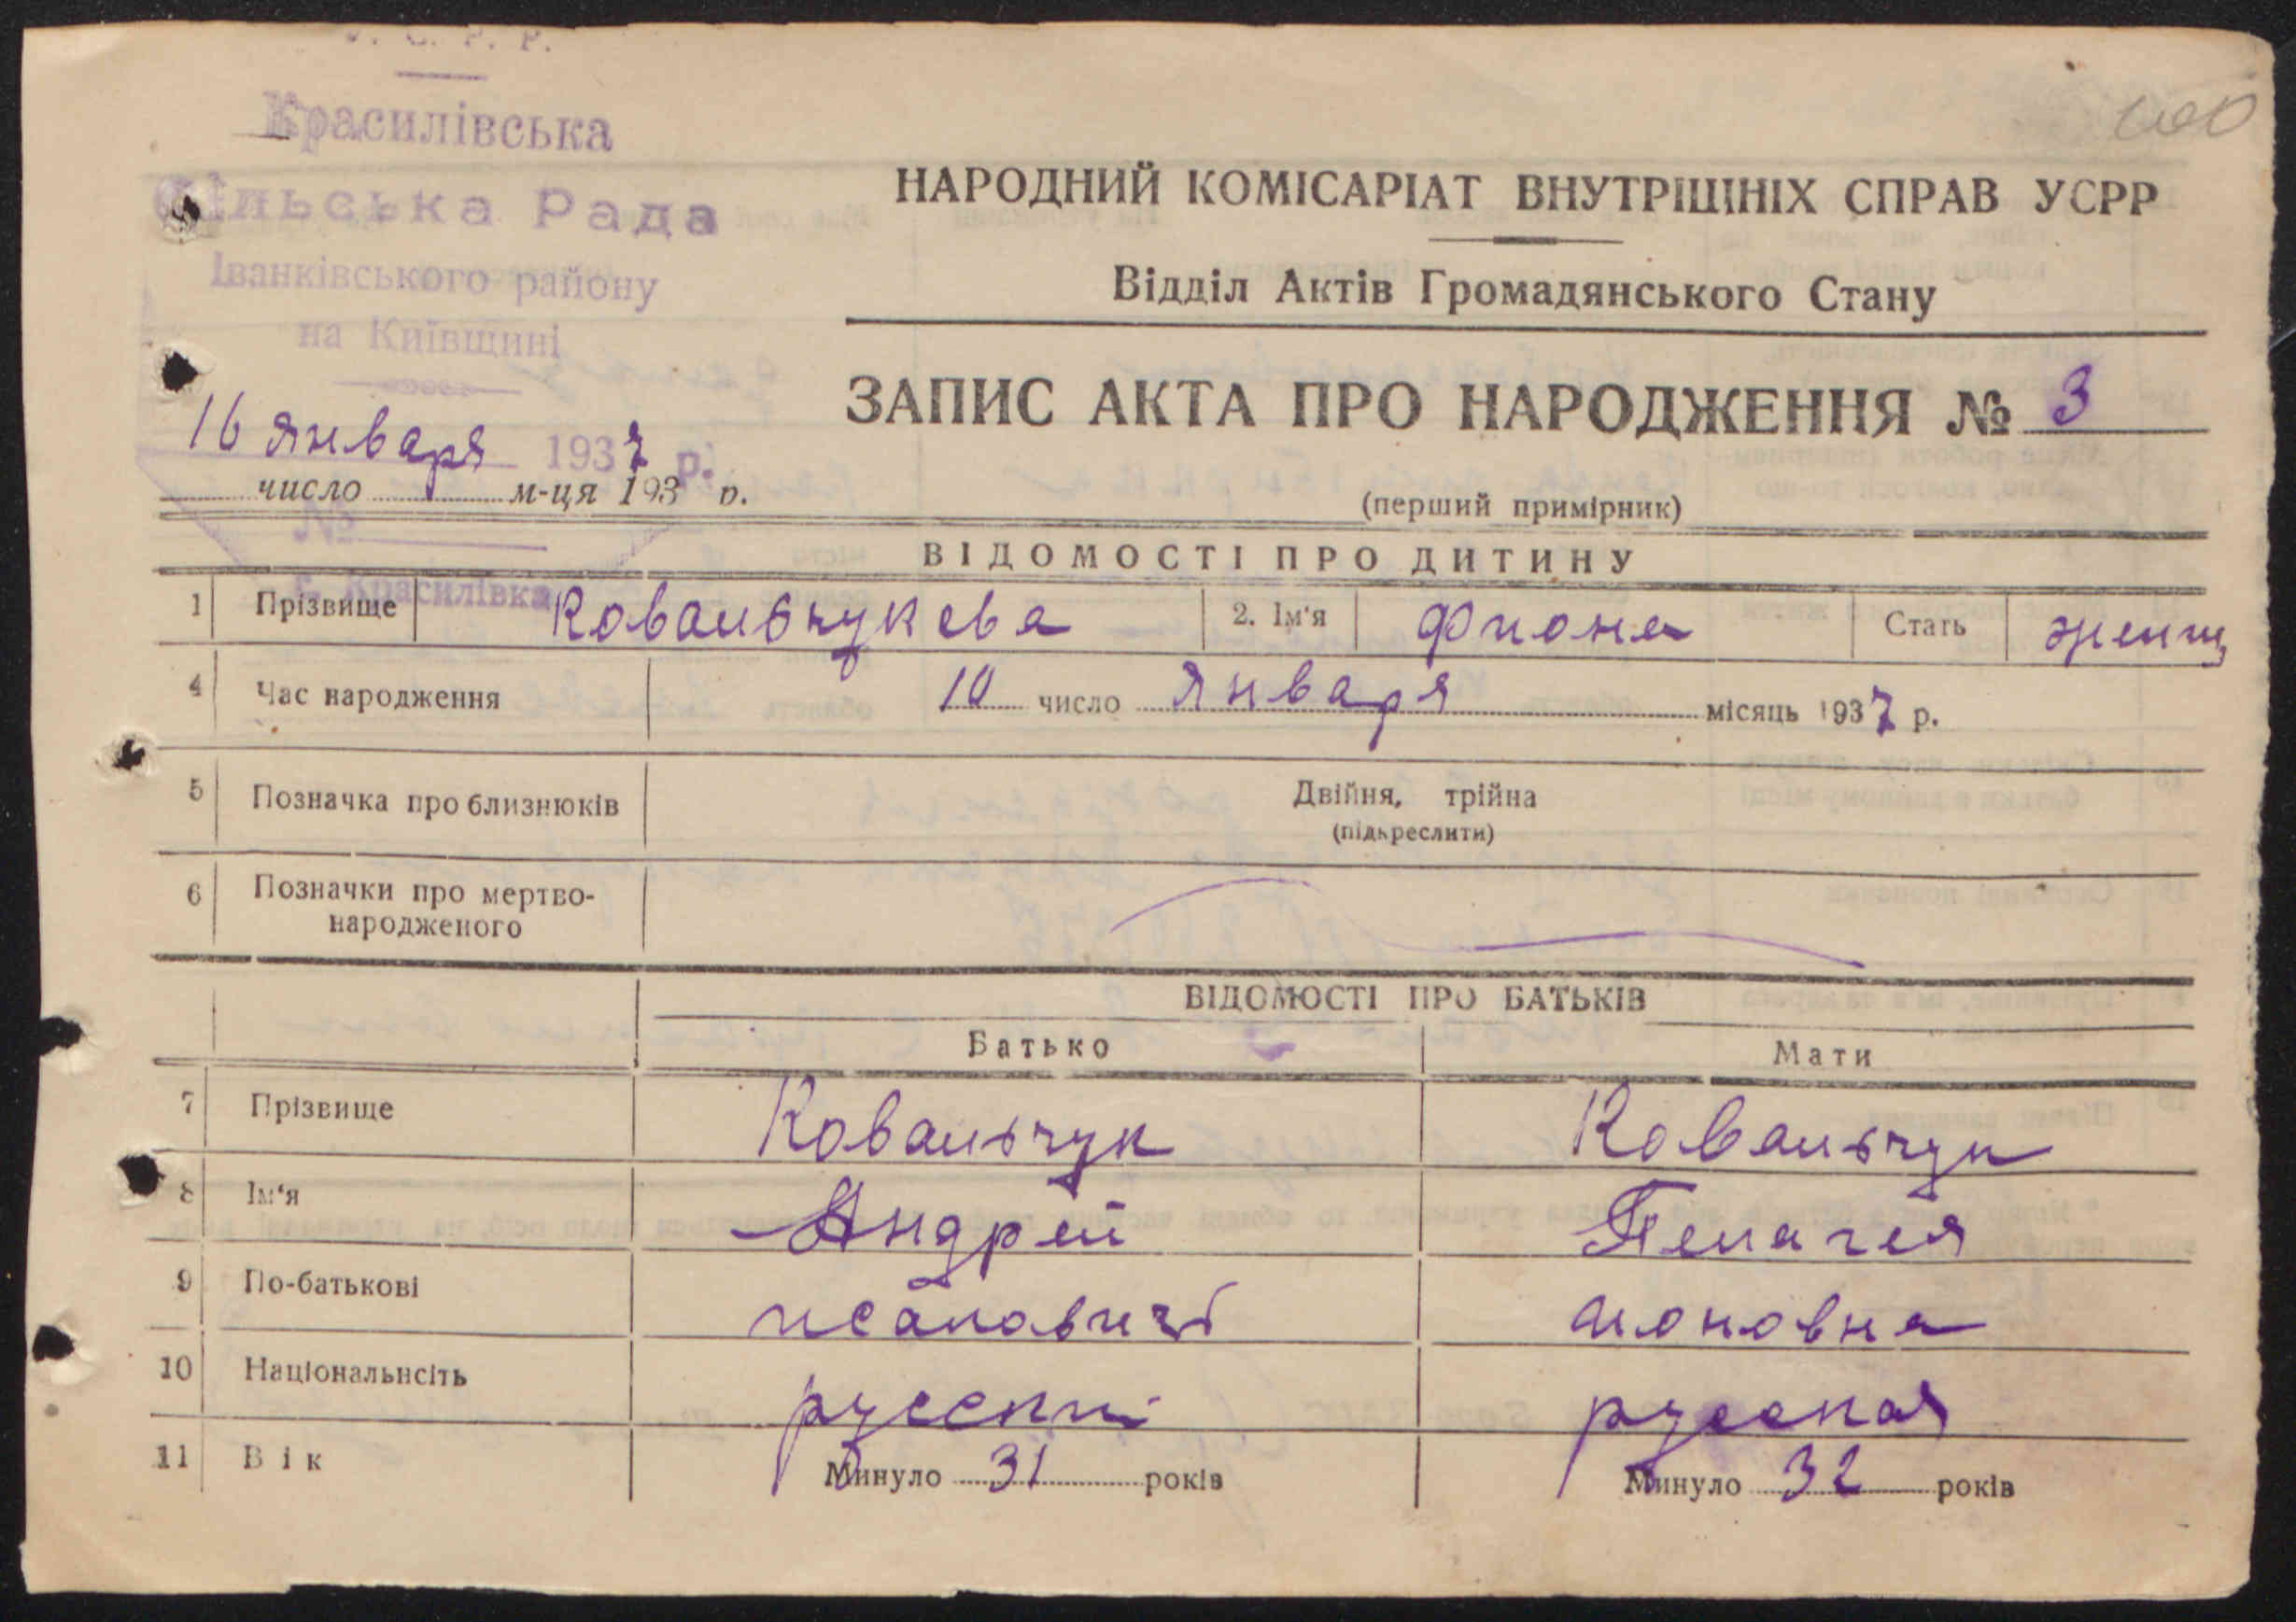 У. С. Р. Р.
Красилівська
Сільська Рада
Іванківського району
на Київщині
16 января 1937 р.
число м-ця 193 р.
№
с. Красилівка
НАРОДНИЙ КОМІСАРІАТ ВНУТРІШНІХ СПРАВ УСРР
Відділ Актів Громадянського Стану
ЗАПИС АКТА ПРО НАРОДЖЕННЯ № 3
(перший примірник)
ВІДОМОСТІ ПРО ДИТИНУ
1 Прізвище Ковальчукева 2. Ім'я Фиона Стать женщ
4 Час народження 10 число января місяць 1937 р.
5 Позначка про близнюків Двійня, трійна
(підкреслити)
6 Позначки про мертво-
народженого
ВІДОМОСТІ ПРО БАТЬКІВ
Батько Мати
7 Прізвище Ковальчук Ковальчук
8 Ім'я Андрей Пелагея
9 По-батькові
10 Національнсіть русский русская
11 Вік Минуло 31 років Минуло 32 років